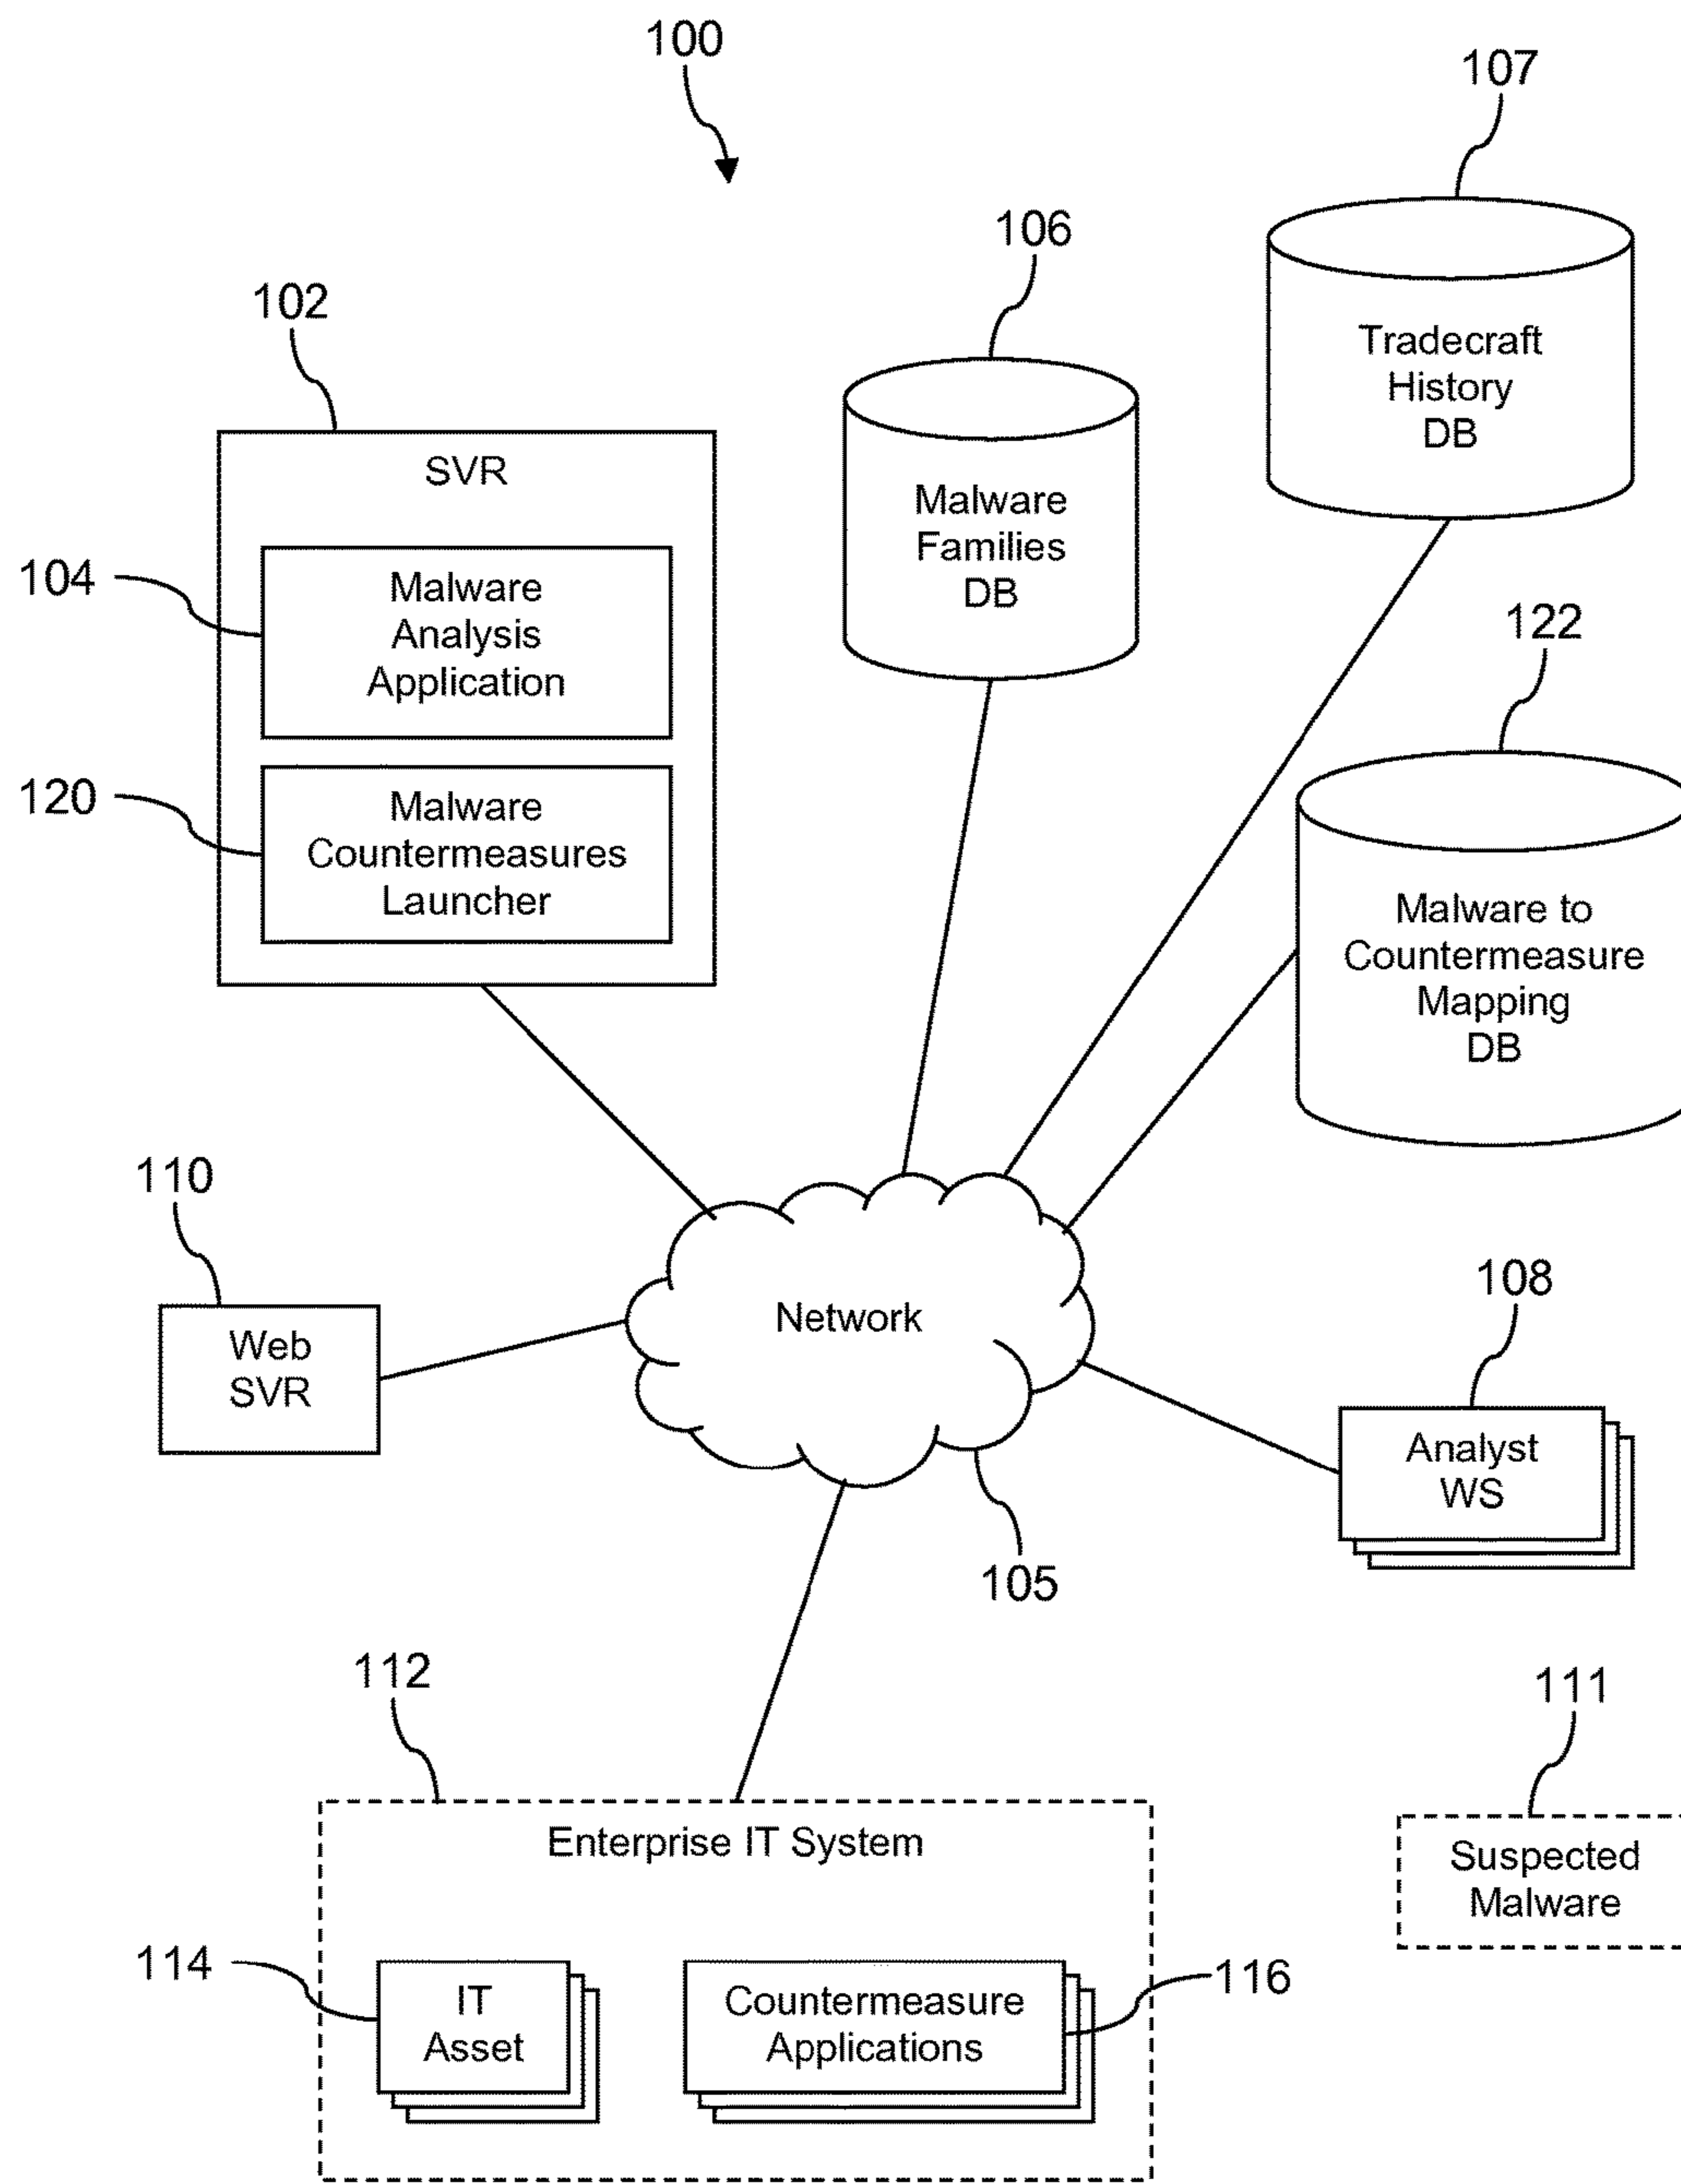 100
107
106
102
Tradecraft
History
DB
SVR
Malware
Families
DB
104
Malware
Analysis
Application
122
120
Malware
Countermeasures
Launcher
Malware to
Countermeasure
Mapping
DB
110
108
Network
Web
SVR
Analyst
WS
105
112
111
Enterprise IT System
Suspected
Malware
114
IT
Asset
Countermeasure
Applications
116